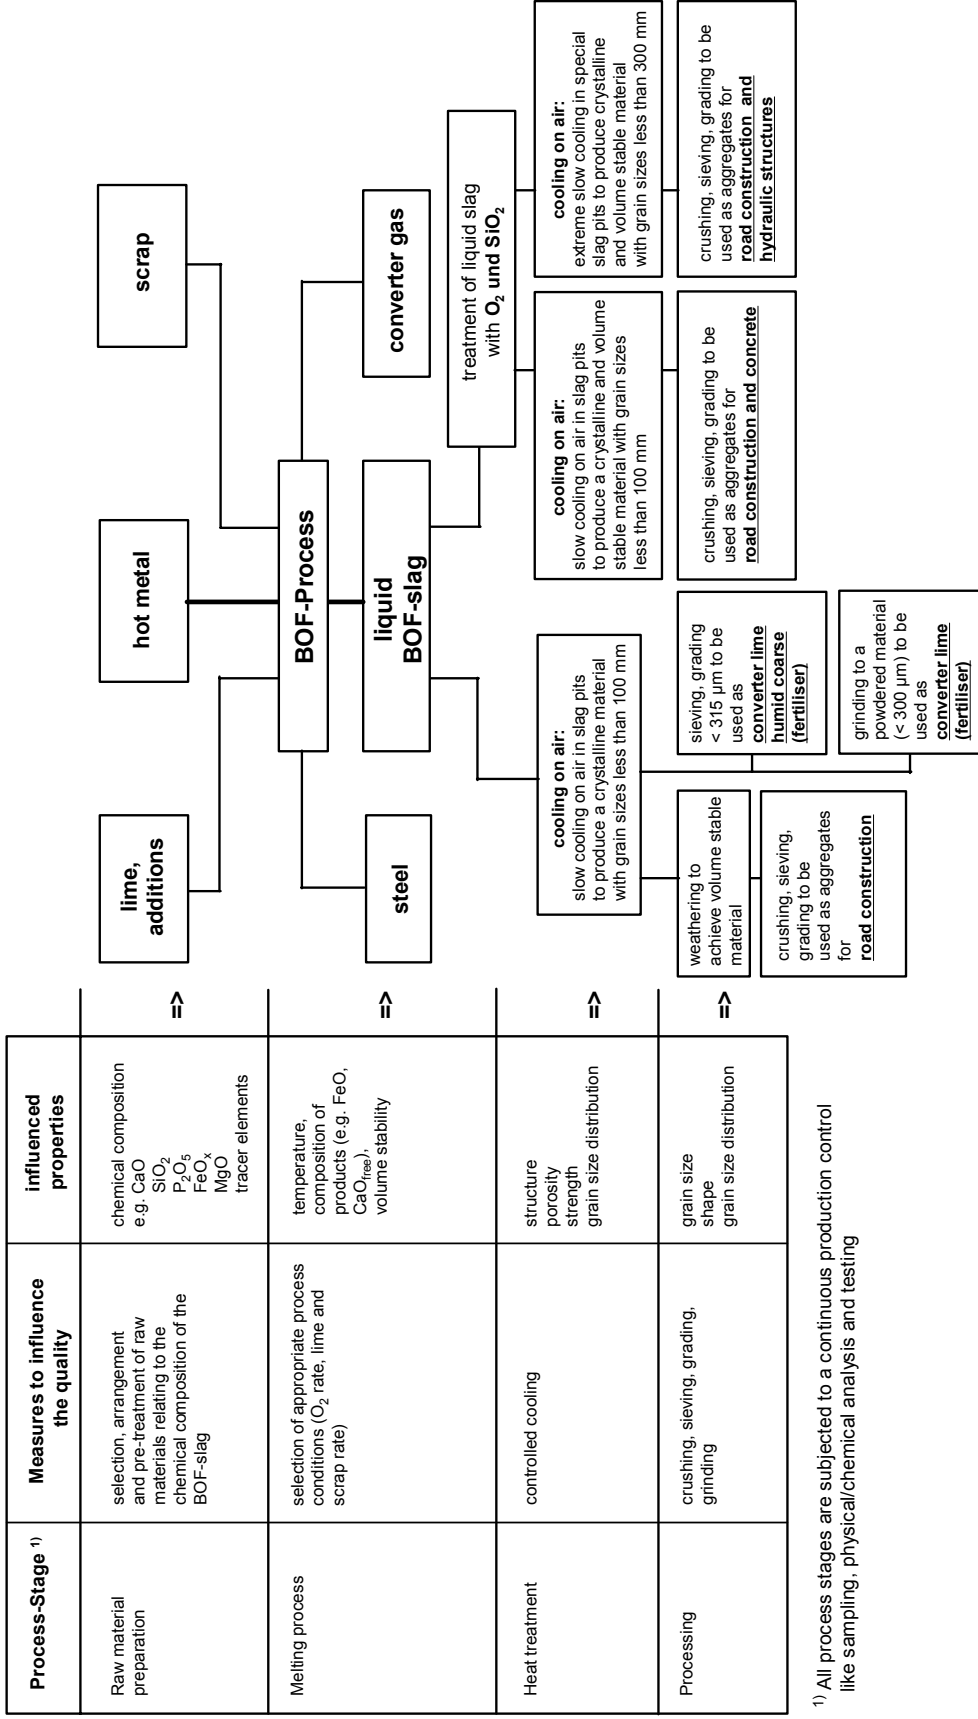 Process-Stage ¹⁾
Measures to influence
the quality
influenced
properties
Raw material
preparation
selection, arrangement
and pre-treatment of raw
materials relating to the
chemical composition of the
BOF-slag
chemical composition
e.g. CaO
SiO₂
P₂O₅
FeOₓ
MgO
tracer elements
=>
Melting process
selection of appropriate process
conditions (O₂ rate, lime and
scrap rate)
temperature,
composition of
products (e.g. FeO,
CaO_free),
volume stability
=>
Heat treatment
controlled cooling
structure
porosity
strength
grain size distribution
=>
Processing
crushing, sieving, grading,
grinding
grain size
shape
grain size distribution
=>
¹⁾ All process stages are subjected to a continuous production control
like sampling, physical/chemical analysis and testing
lime,
additions
hot metal
scrap
BOF-Process
steel
liquid
BOF-slag
converter gas
treatment of liquid slag
with O₂ und SiO₂
cooling on air:
slow cooling on air in slag pits
to produce a crystalline material
with grain sizes less than 100 mm
cooling on air:
slow cooling on air in slag pits
to produce a crystalline and volume
stable material with grain sizes
less than 100 mm
cooling on air:
extreme slow cooling in special
slag pits to produce crystalline
and volume stable material
with grain sizes less than 300 mm
weathering to
achieve volume stable
material
crushing, sieving,
grading to be
used as aggregates
for
road construction
sieving, grading
< 315 µm to be
used as
converter lime
humid coarse
(fertiliser)
grinding to a
powdered material
(< 300 µm) to be
used as
converter lime
(fertiliser)
crushing, sieving, grading to be
used as aggregates for
road construction and concrete
crushing, sieving, grading to be
used as aggregates for
road construction and
hydraulic structures